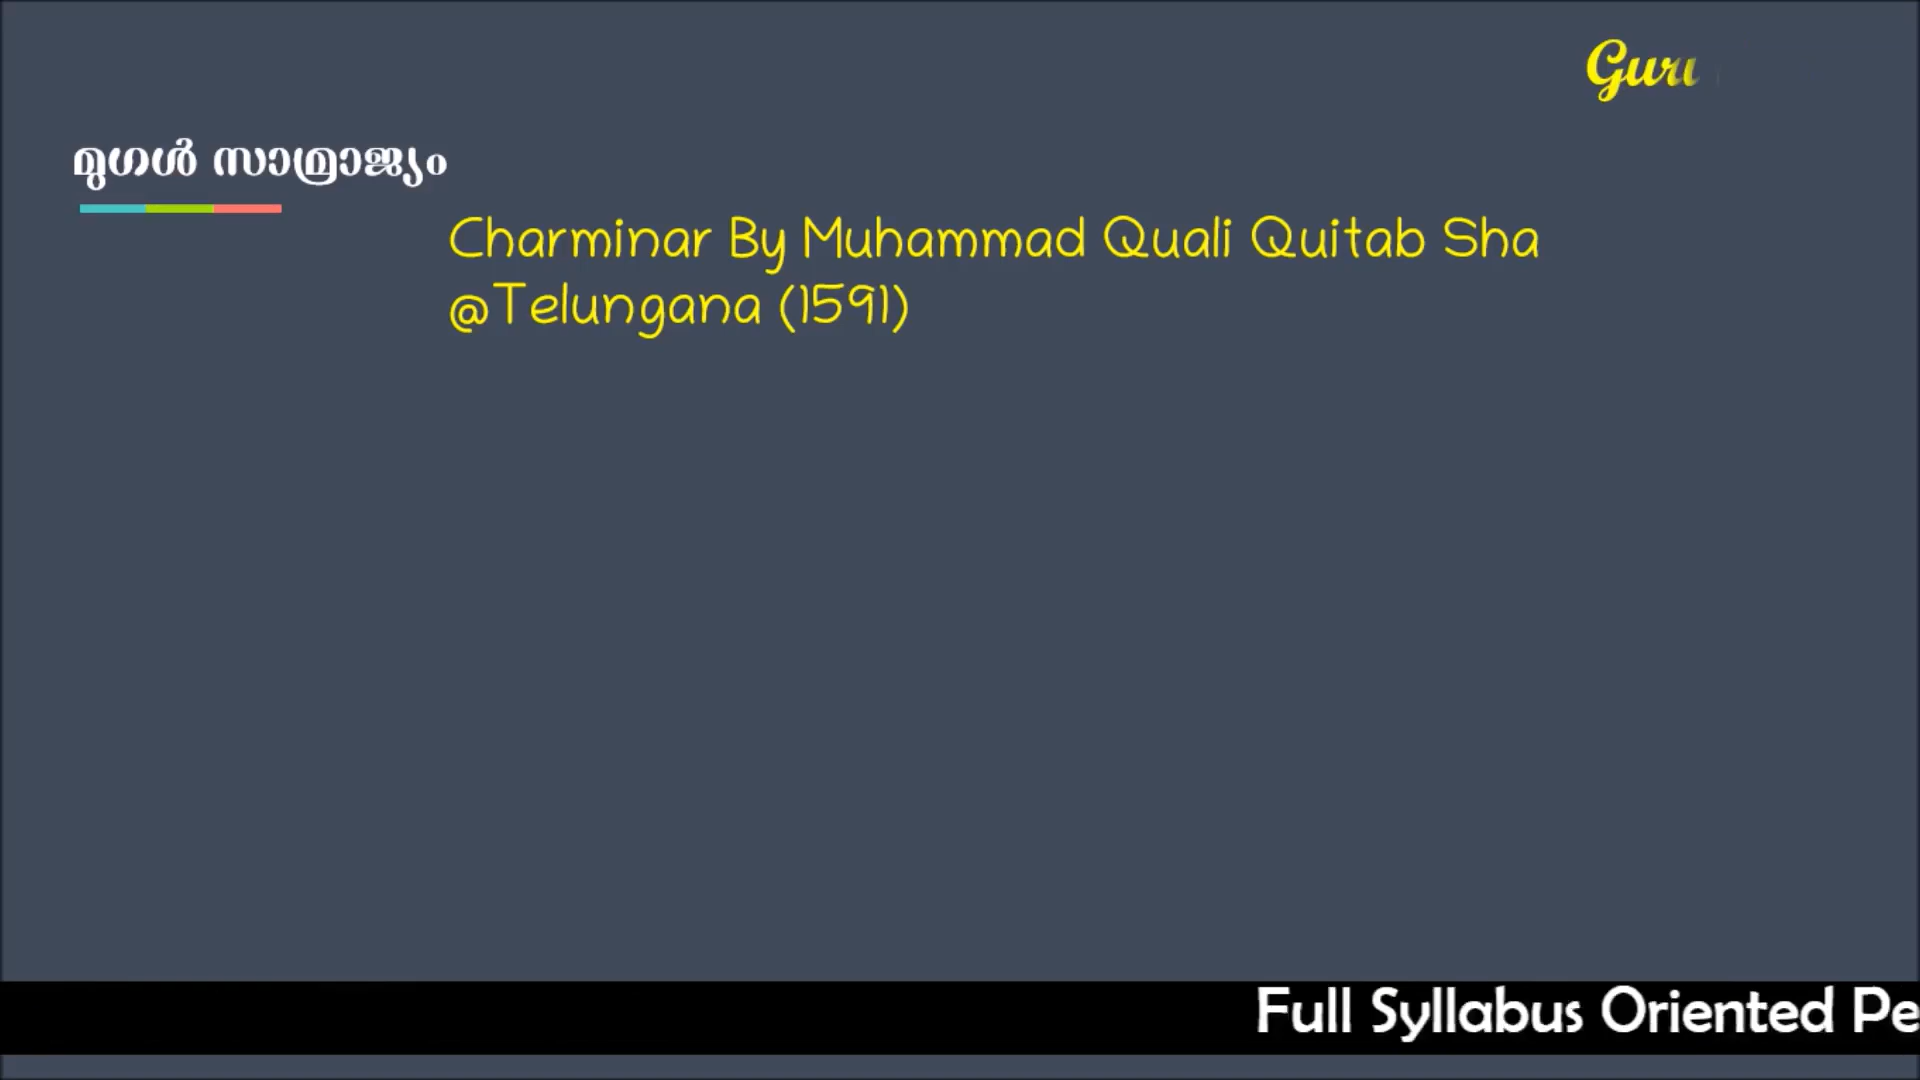 Guru
മുഗൾ സാമ്രാജ്യം
Charminar By Muhammad Quali Quitab Sha
@Telungana (1591)
Full Syllabus Oriented Pe